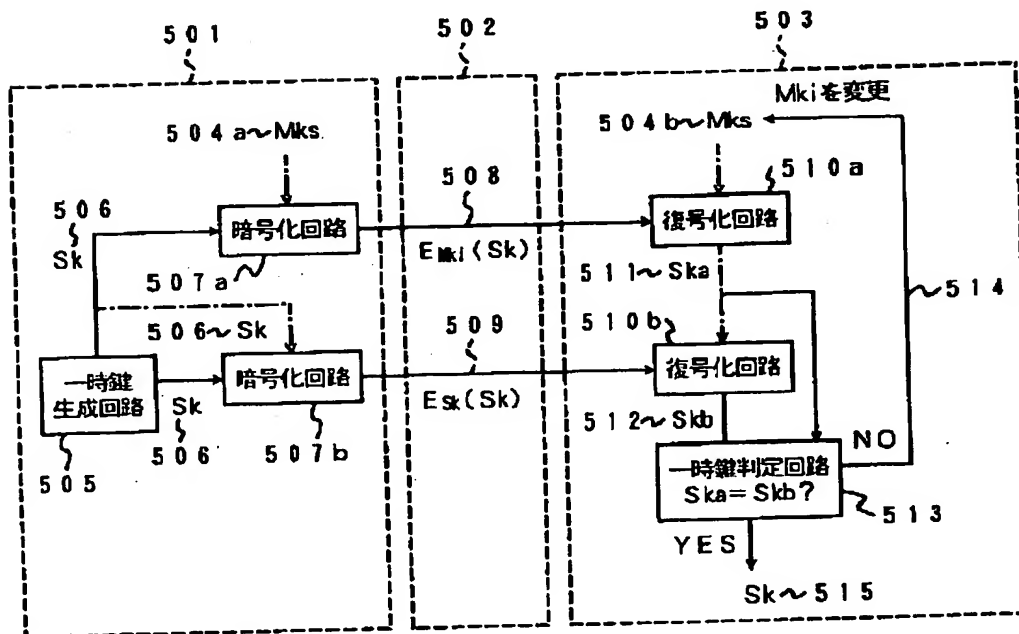 501
502
503
Mkiを変更
504a〜Mks
504b〜Mks
510a
506
Sk
暗号化回路
508
復号化回路
507a
EMki(Sk)
511〜Ska
514
506〜Sk
509
510b
一時鍵
生成回路
Sk
暗号化回路
ESk(Sk)
復号化回路
512〜Skb
NO
505
506
507b
一時鍵判定回路
Ska=Skb?
513
YES
Sk〜515